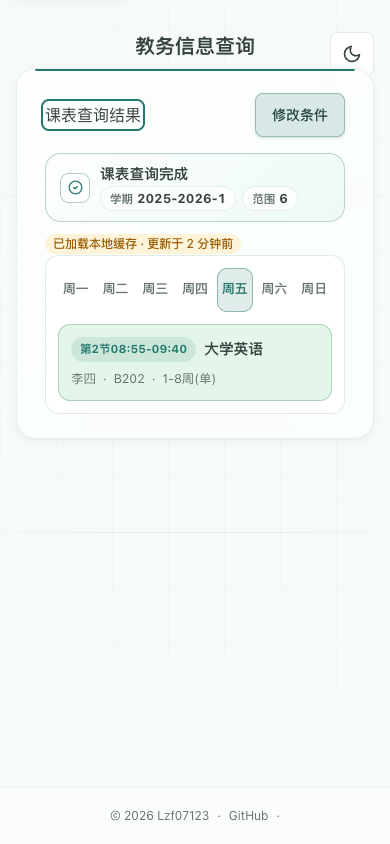 教务信息查询
课表查询结果
修改条件
课表查询完成
学期 2025-2026-1 范围 6
已加载本地缓存 · 更新于 2 分钟前
周一 周二 周三 周四 周五 周六 周日
第2节08:55-09:40 大学英语
李四 · B202 · 1-8周(单)
© 2026 Lzf07123 · GitHub ·